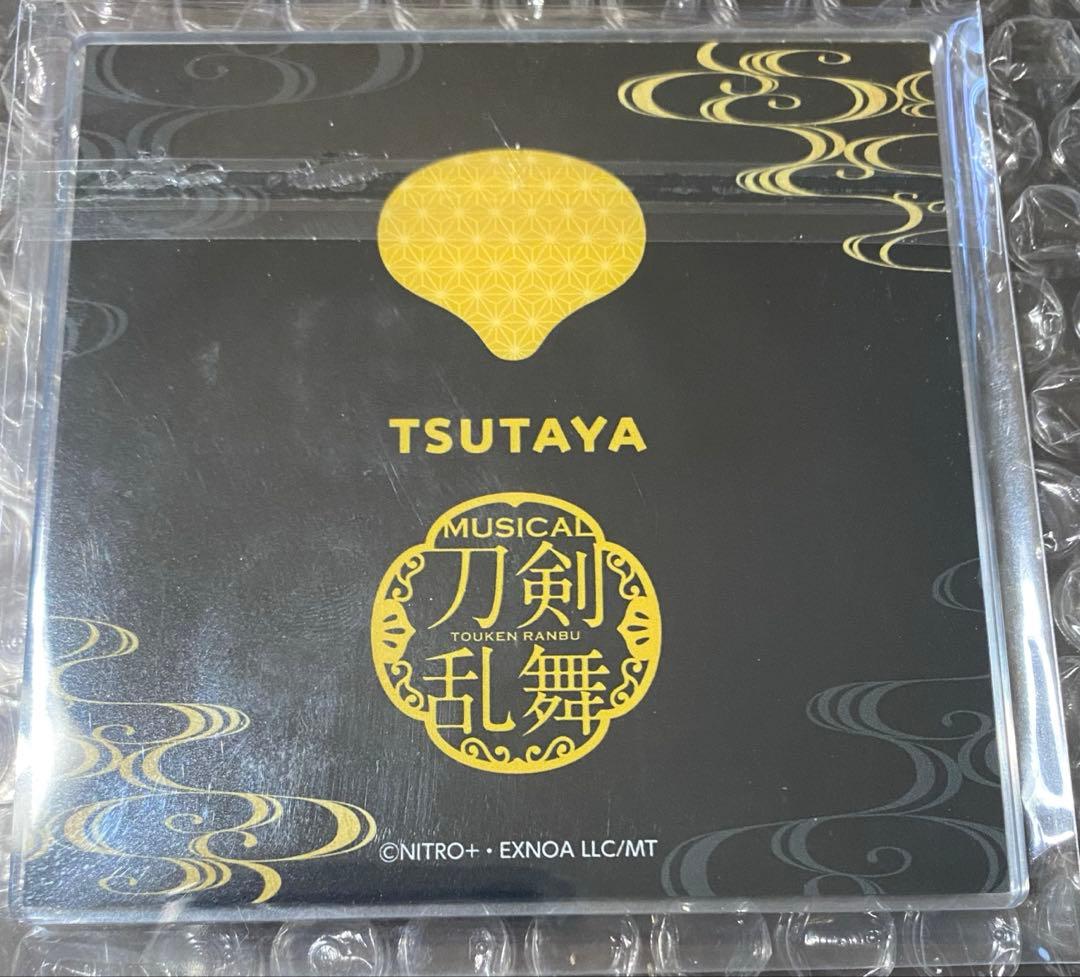 TSUTAYA
MUSICAL
刀剣
TOUKEN RANBU
乱舞
©NITRO+・EXNOA LLC/MT